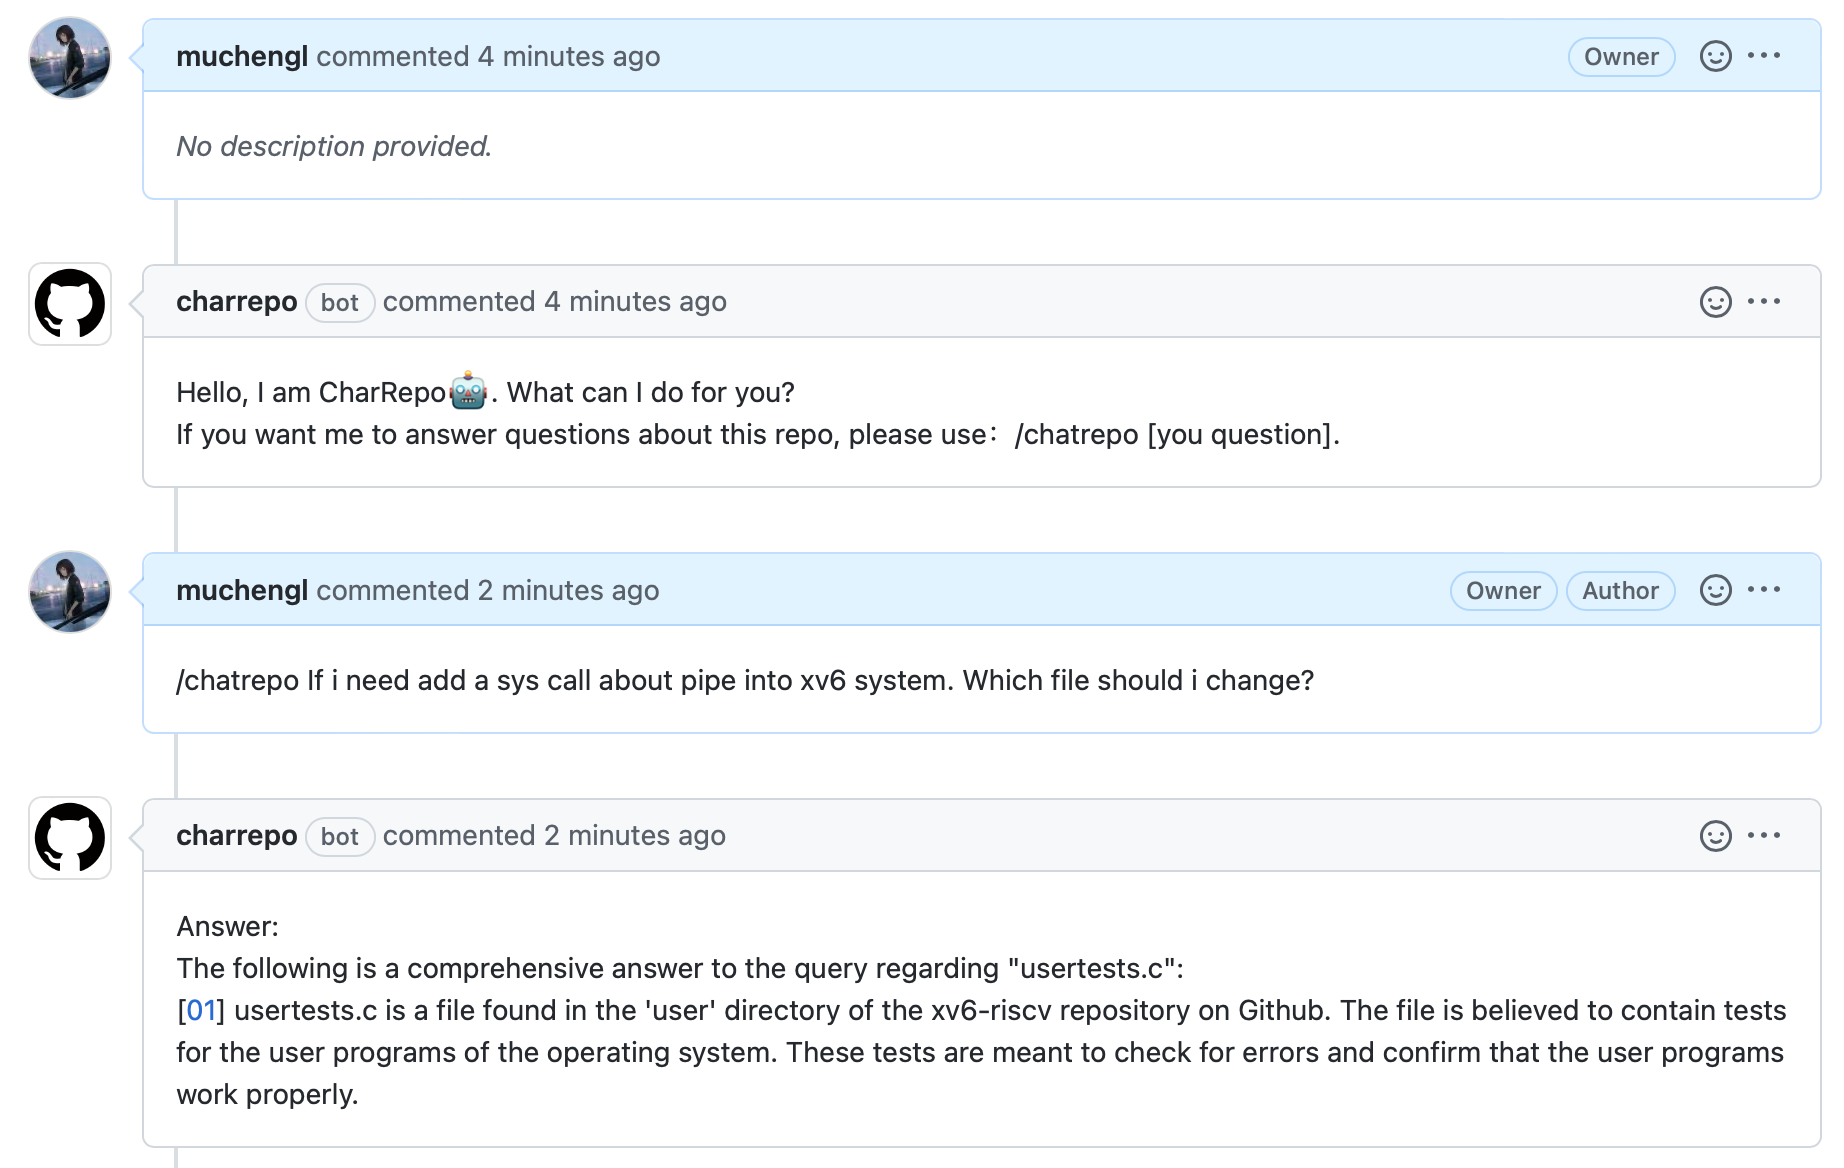 muchengl commented 4 minutes ago Owner
No description provided.
charrepo bot commented 4 minutes ago
Hello, I am CharRepo🤖. What can I do for you?
If you want me to answer questions about this repo, please use：/chatrepo [you question].
muchengl commented 2 minutes ago Owner Author
/chatrepo If i need add a sys call about pipe into xv6 system. Which file should i change?
charrepo bot commented 2 minutes ago
Answer:
The following is a comprehensive answer to the query regarding "usertests.c":
[01] usertests.c is a file found in the 'user' directory of the xv6-riscv repository on Github. The file is believed to contain tests
for the user programs of the operating system. These tests are meant to check for errors and confirm that the user programs
work properly.